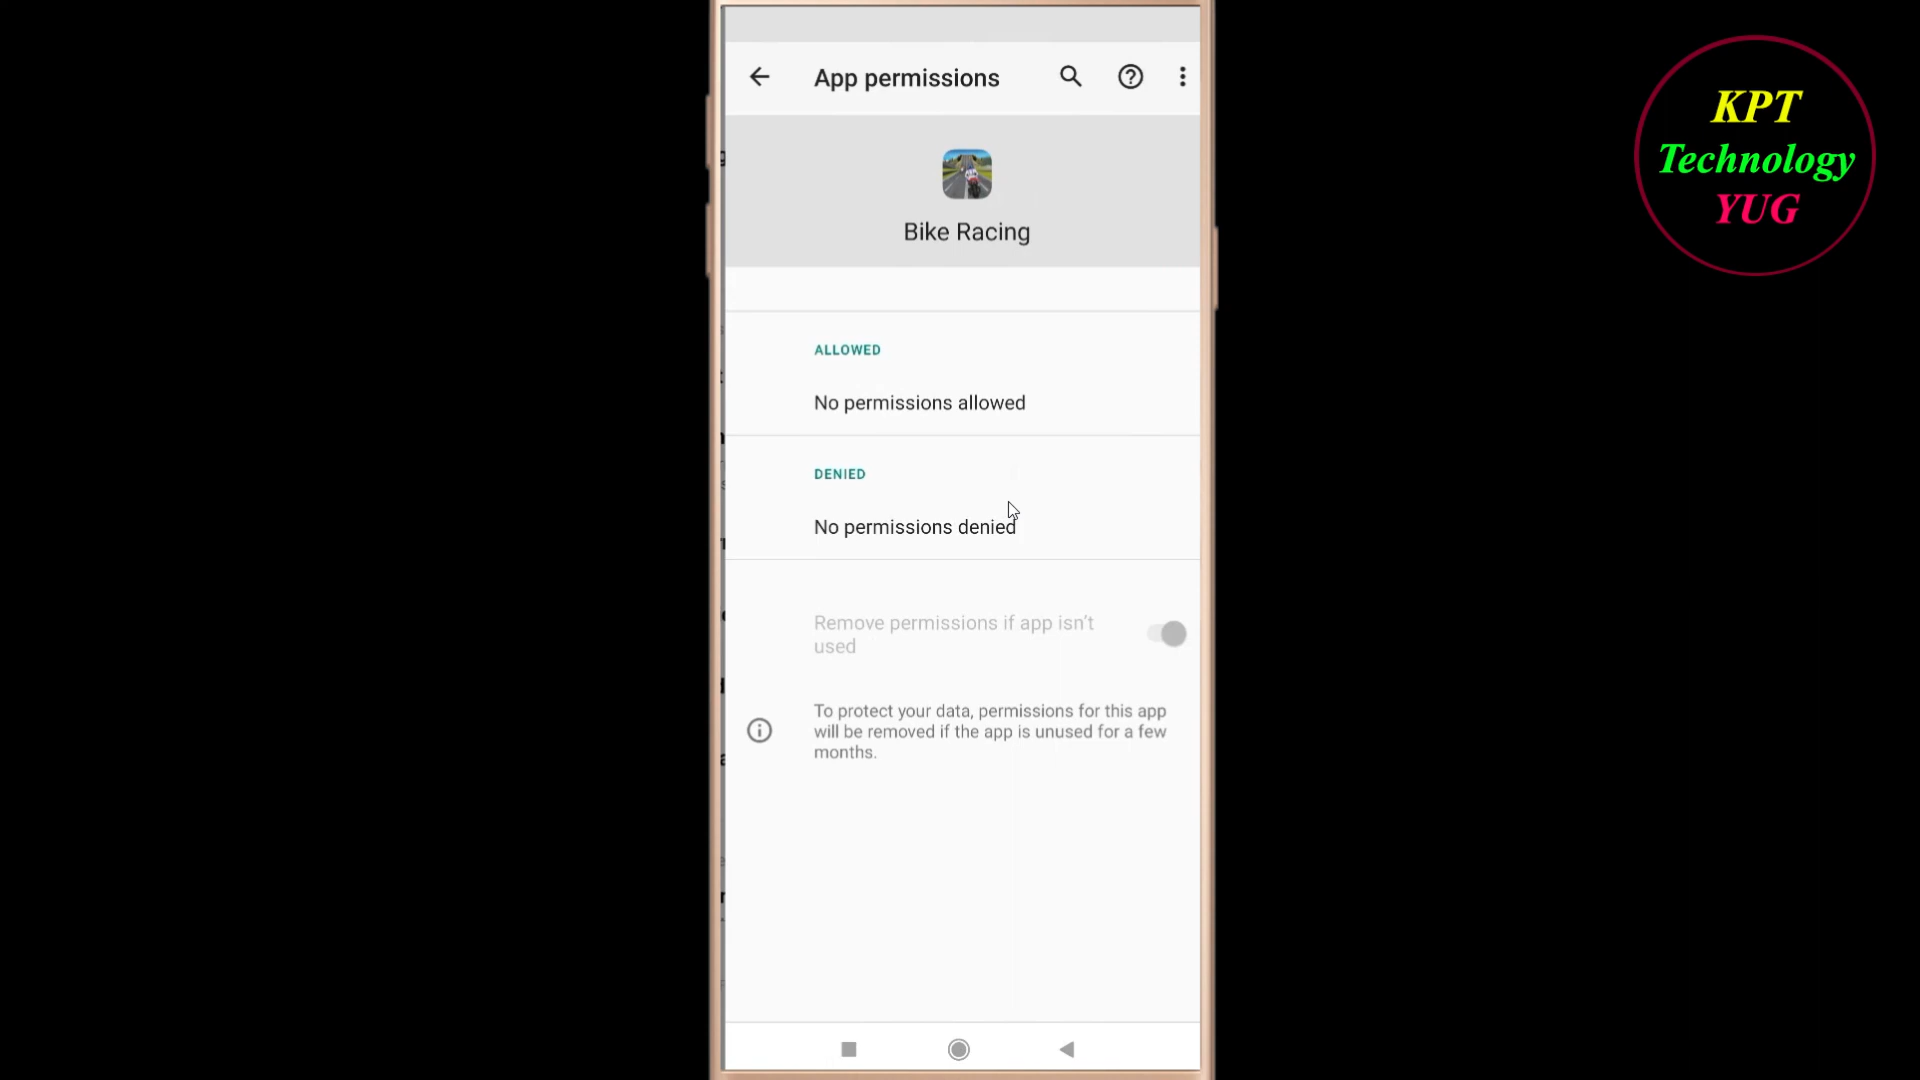 App permissions
Bike Racing
ALLOWED
No permissions allowed
DENIED
No permissions denied
Remove permissions if app isn't
used
To protect your data, permissions for this app
will be removed if the app is unused for a few
months.
KPT
Technology
YUG